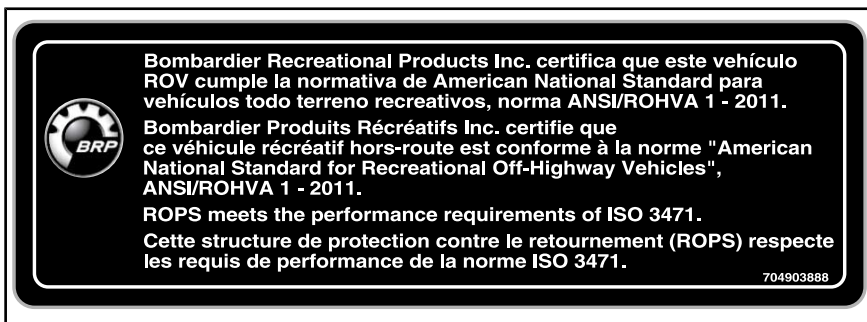 Bombardier Recreational Products Inc. certifica que este vehículo
ROV cumple la normativa de American National Standard para
vehículos todo terreno recreativos, norma ANSI/ROHVA 1 - 2011.
Bombardier Produits Récréatifs Inc. certifie que
ce véhicule récréatif hors-route est conforme à la norme "American
National Standard for Recreational Off-Highway Vehicles",
ANSI/ROHVA 1 - 2011.
BRP
ROPS meets the performance requirements of ISO 3471.
Cette structure de protection contre le retournement (ROPS) respecte
les requis de performance de la norme ISO 3471.
704903888